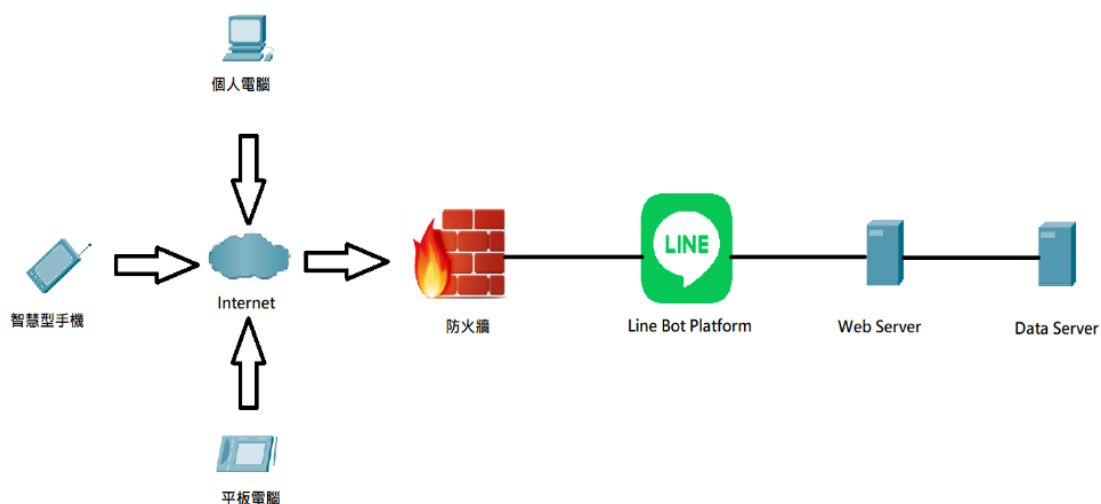 個人電腦
智慧型手機
Internet
平板電腦
防火牆
LINE
Line Bot Platform
Web Server
Data Server